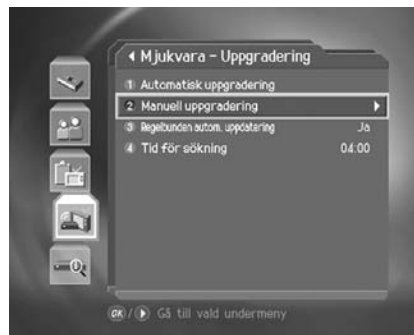 Mjukvara - Uppgradering
1 Automatisk uppgradering
2 Manuell uppgradering
3 Regelbunden autom. uppdatering Ja
4 Tid för sökning 04:00
OK / Gå till vald undermeny